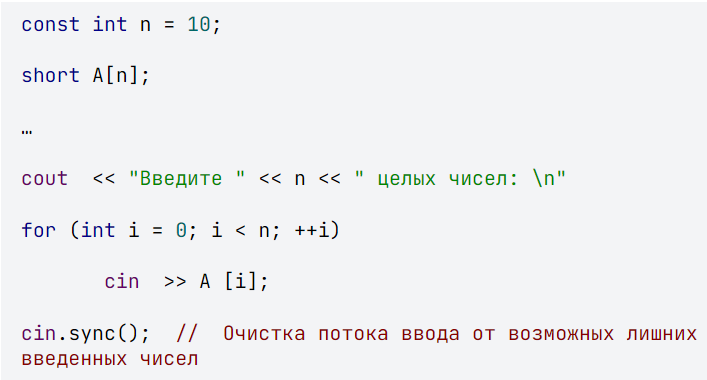 const int n = 10;
short A[n];
…
cout  << "Введите " << n << " целых чисел: \n"
for (int i = 0; i < n; ++i)
cin  >> A [i];
cin.sync();  //  Очистка потока ввода от возможных лишних
введенных чисел